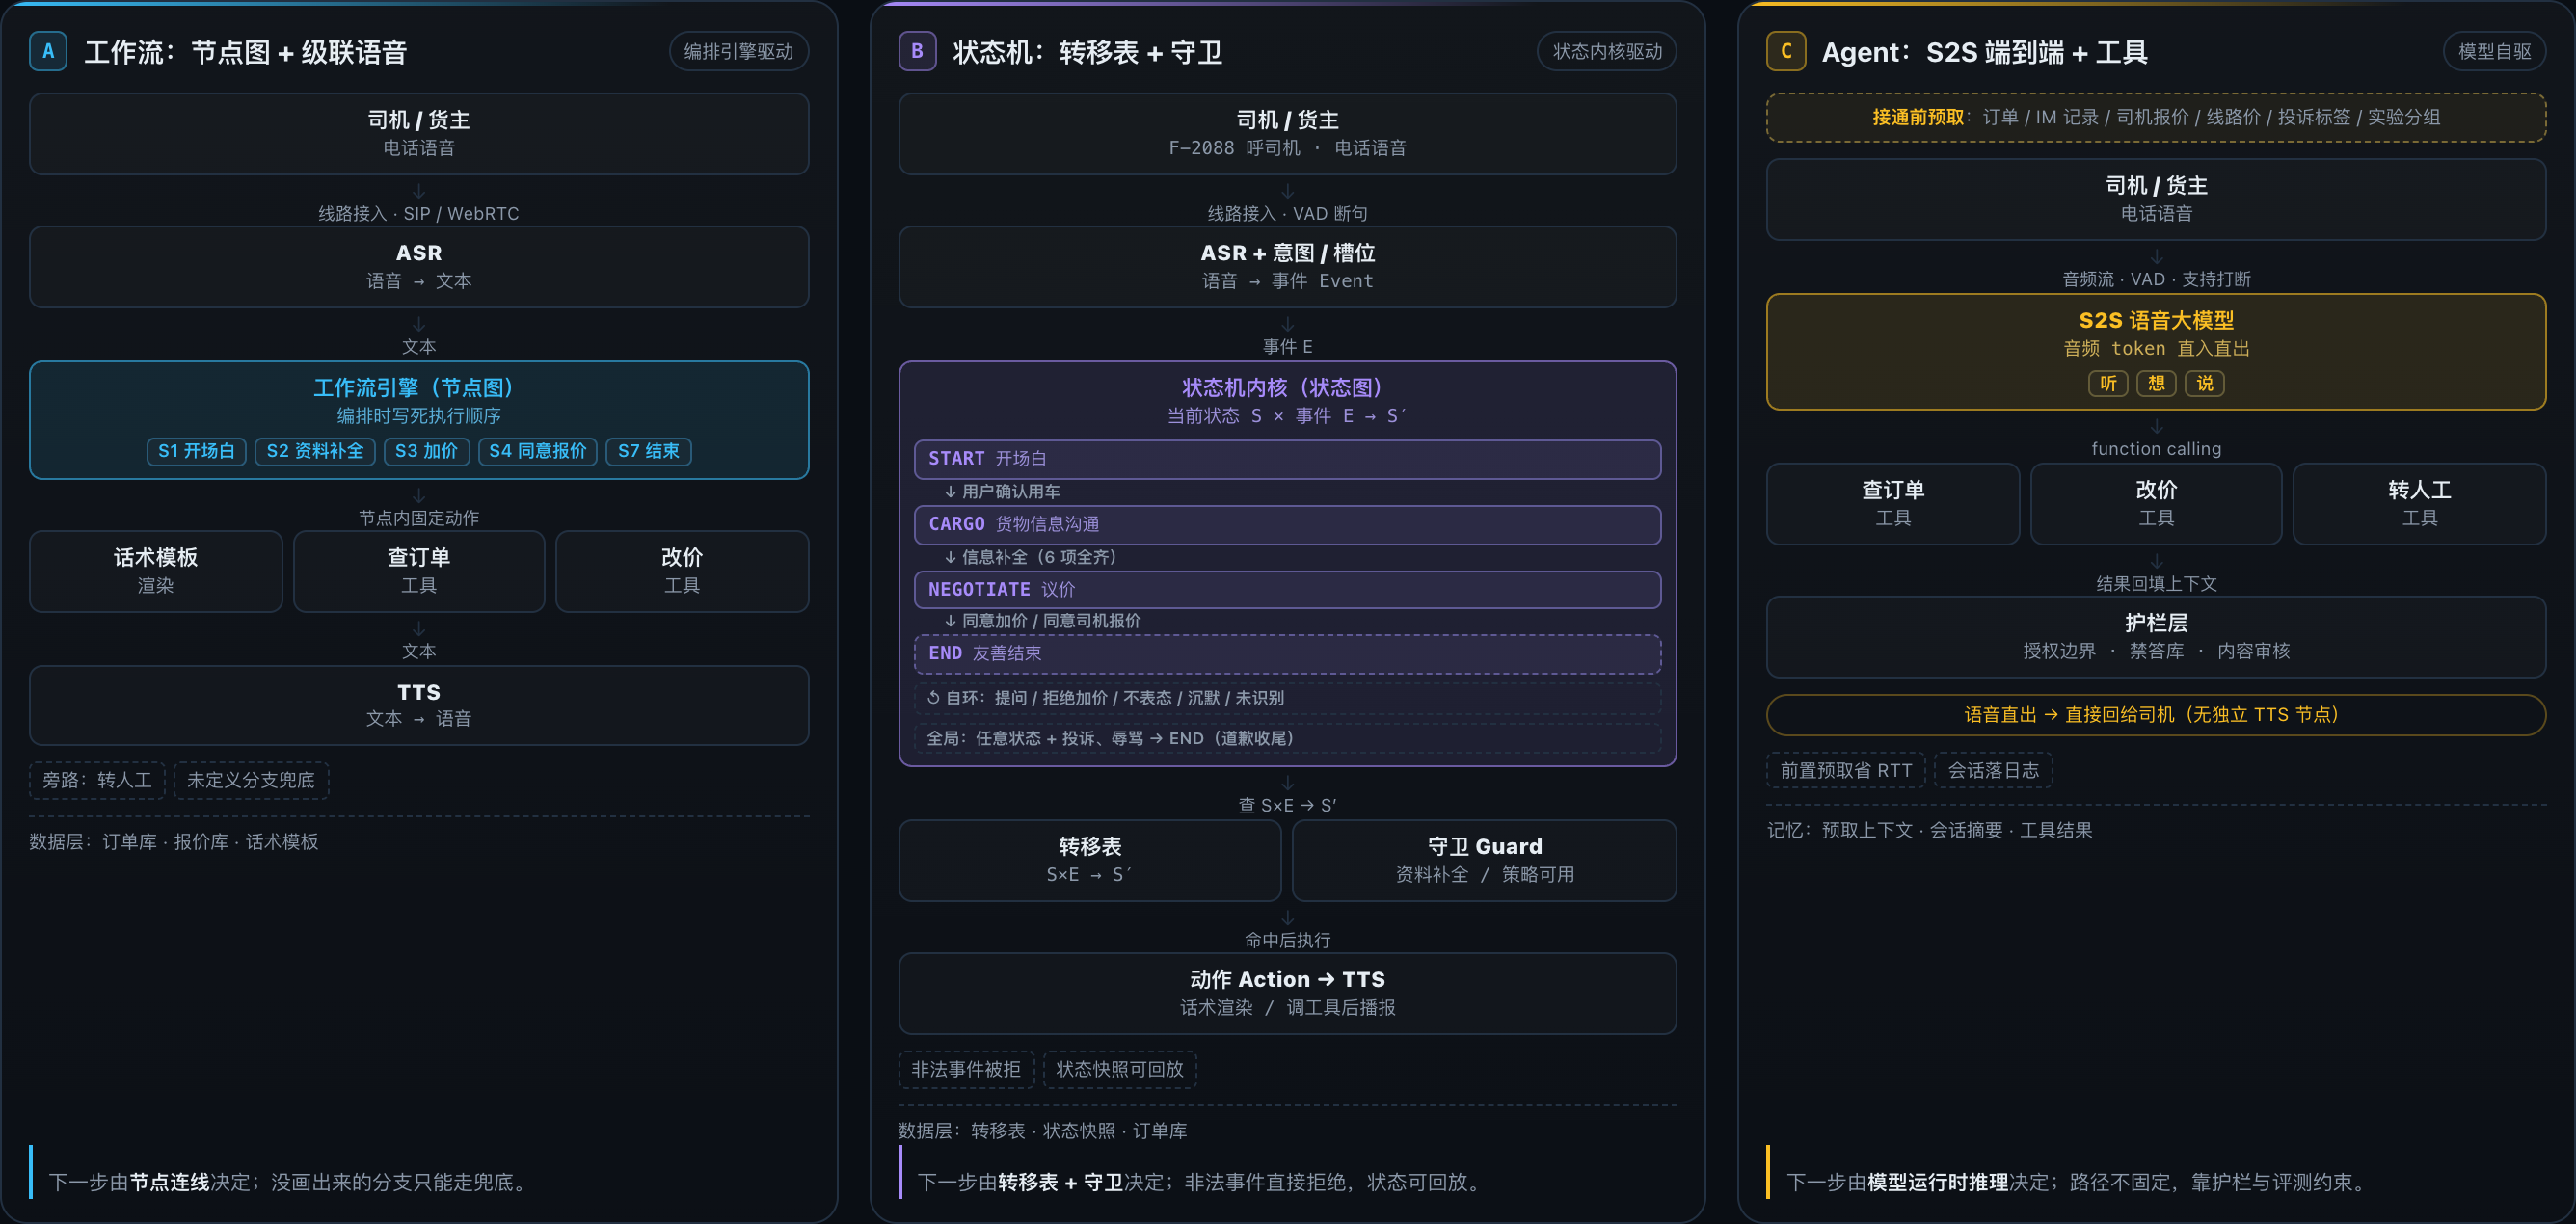 A 工作流：节点图 + 级联语音 编排引擎驱动
司机 / 货主
电话语音
↓
线路接入 · SIP / WebRTC
ASR
语音 → 文本
↓
文本
工作流引擎（节点图）
编排时写死执行顺序
S1 开场白 S2 资料补全 S3 加价 S4 同意报价 S7 结束
↓
节点内固定动作
话术模板 查订单 改价
渲染 工具 工具
↓
文本
TTS
文本 → 语音
旁路：转人工 未定义分支兜底
数据层：订单库 · 报价库 · 话术模板
下一步由节点连线决定；没画出来的分支只能走兜底。
B 状态机：转移表 + 守卫 状态内核驱动
司机 / 货主
F-2088 呼司机 · 电话语音
↓
线路接入 · VAD 断句
ASR + 意图 / 槽位
语音 → 事件 Event
↓
事件 E
状态机内核（状态图）
当前状态 S × 事件 E → S′
START 开场白
↓ 用户确认用车
CARGO 货物信息沟通
↓ 信息补全（6 项全齐）
NEGOTIATE 议价
↓ 同意加价 / 同意司机报价
END 友善结束
↺ 自环：提问 / 拒绝加价 / 不表态 / 沉默 / 未识别
全局：任意状态 + 投诉、辱骂 → END（道歉收尾）
↓
查 S×E → S′
转移表 守卫 Guard
S×E → S′ 资料补全 / 策略可用
↓
命中后执行
动作 Action → TTS
话术渲染 / 调工具后播报
非法事件被拒 状态快照可回放
数据层：转移表 · 状态快照 · 订单库
下一步由转移表 + 守卫决定；非法事件直接拒绝，状态可回放。
C Agent：S2S 端到端 + 工具 模型自驱
接通前预取：订单 / IM 记录 / 司机报价 / 线路价 / 投诉标签 / 实验分组
司机 / 货主
电话语音
↓
音频流 · VAD · 支持打断
S2S 语音大模型
音频 token 直入直出
听 想 说
↓
function calling
查订单 改价 转人工
工具 工具 工具
↓
结果回填上下文
护栏层
授权边界 · 禁答库 · 内容审核
语音直出 → 直接回给司机（无独立 TTS 节点）
前置预取省 RTT 会话落日志
记忆：预取上下文 · 会话摘要 · 工具结果
下一步由模型运行时推理决定；路径不固定，靠护栏与评测约束。